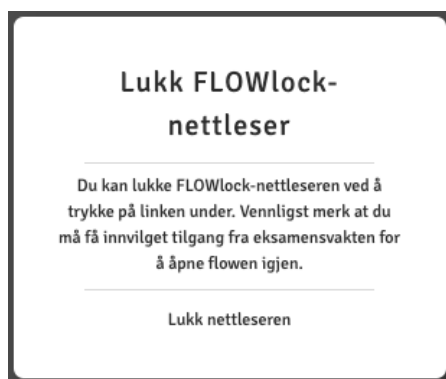 Lukk FLOWlock-
nettleser
Du kan lukke FLOWlock-nettleseren ved å
trykke på linken under. Vennligst merk at du
må få innvilget tilgang fra eksamensvakten for
å åpne flowen igjen.
Lukk nettleseren